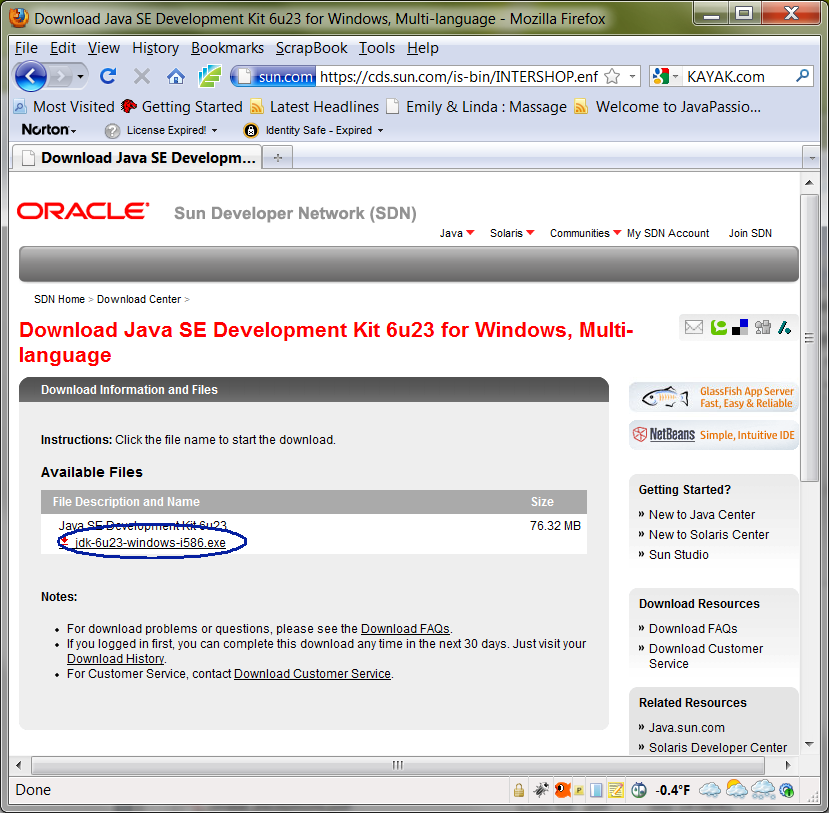 Download Java SE Development Kit 6u23 for Windows, Multi-language - Mozilla Firefox
File Edit View History Bookmarks ScrapBook Tools Help
sun.com https://cds.sun.com/is-bin/INTERSHOP.enf KAYAK.com
Most Visited Getting Started Latest Headlines Emily & Linda : Massage Welcome to JavaPassio...
Norton License Expired! Identity Safe - Expired
Download Java SE Developm...
ORACLE Sun Developer Network (SDN)
Java Solaris Communities My SDN Account Join SDN
SDN Home > Download Center >
Download Java SE Development Kit 6u23 for Windows, Multi-
language
Download Information and Files
Instructions: Click the file name to start the download.
Available Files
File Description and Name Size
Java SE Development Kit 6u23 76.32 MB
jdk-6u23-windows-i586.exe
Notes:
• For download problems or questions, please see the Download FAQs.
• If you logged in first, you can complete this download any time in the next 30 days. Just visit your
Download History.
• For Customer Service, contact Download Customer Service.
GlassFish App Server
Fast, Easy & Reliable
NetBeans Simple, Intuitive IDE
Getting Started?
» New to Java Center
» New to Solaris Center
» Sun Studio
Download Resources
» Download FAQs
» Download Customer
Service
Related Resources
» Java.sun.com
» Solaris Developer Center
Done -0.4°F